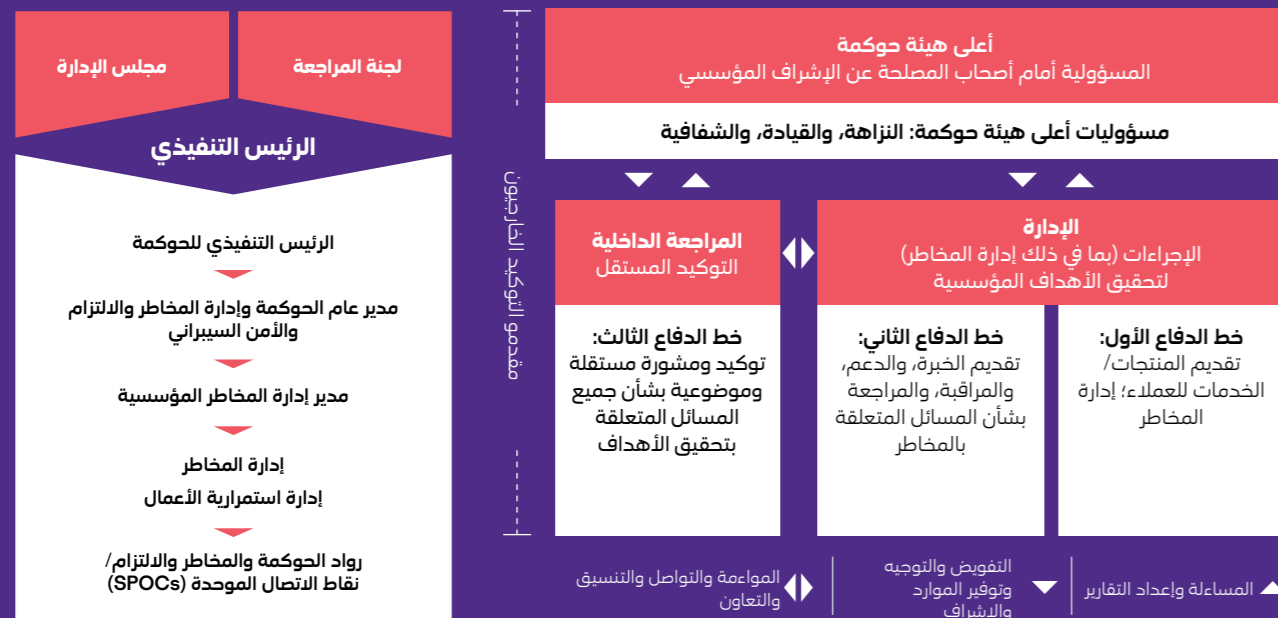 أعلى هيئة حوكمة
المسؤولية أمام أصحاب المصلحة عن الإشراف المؤسسي
مسؤوليات أعلى هيئة حوكمة: النزاهة، والقيادة، والشفافية
الإدارة
الإجراءات (بما في ذلك إدارة المخاطر)
لتحقيق الأهداف المؤسسية
المراجعة الداخلية
التوكيد المستقل
خط الدفاع الأول:
تقديم المنتجات/
الخدمات للعملاء؛ إدارة
المخاطر
خط الدفاع الثاني:
تقديم الخبرة، والدعم،
والمراقبة، والمراجعة
بشأن المسائل المتعلقة
بالمخاطر
خط الدفاع الثالث:
توكيد ومشورة مستقلة
وموضوعية بشأن جميع
المسائل المتعلقة
بتحقيق الأهداف
المساءلة وإعداد التقارير
التفويض والتوجيه
وتوفير الموارد
والإشراف
المواءمة والتواصل والتنسيق
والتعاون
مقدمو التوكيد الخارجيون
لجنة المراجعة
مجلس الإدارة
الرئيس التنفيذي
الرئيس التنفيذي للحوكمة
مدير عام الحوكمة وإدارة المخاطر والالتزام
والأمن السيبراني
مدير إدارة المخاطر المؤسسية
إدارة المخاطر
إدارة استمرارية الأعمال
رواد الحوكمة والمخاطر والالتزام/
نقاط الاتصال الموحدة (SPOCs)